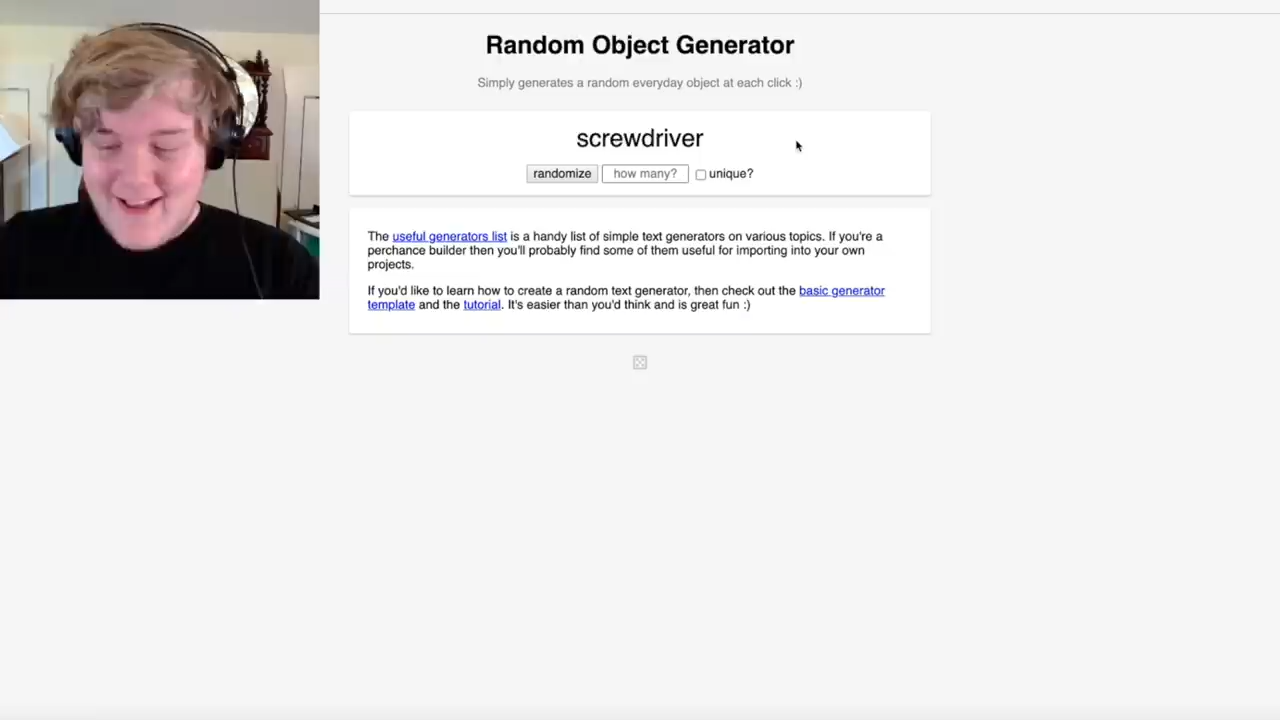 Random Object Generator
Simply generates a random everyday object at each click :)
screwdriver
randomize how many? unique?
The useful generators list is a handy list of simple text generators on various topics. If you're a
perchance builder then you'll probably find some of them useful for importing into your own
projects.
If you'd like to learn how to create a random text generator, then check out the basic generator
template and the tutorial. It's easier than you'd think and is great fun :)